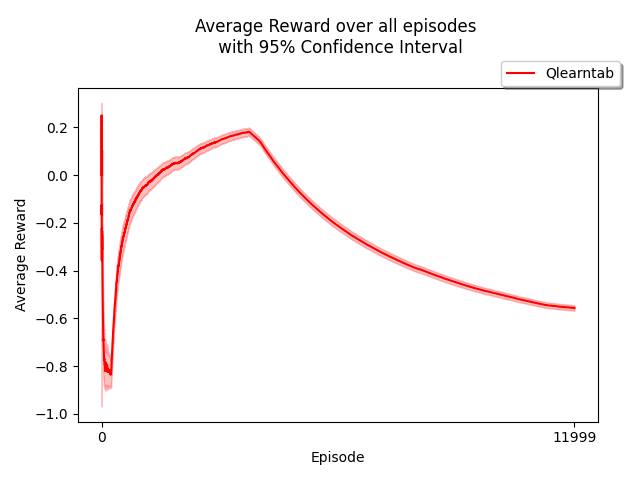 Average Reward over all episodes
with 95% Confidence Interval
Qlearntab
0.2
0.0
−0.2
−0.4
−0.6
−0.8
−1.0
Average Reward
0
11999
Episode